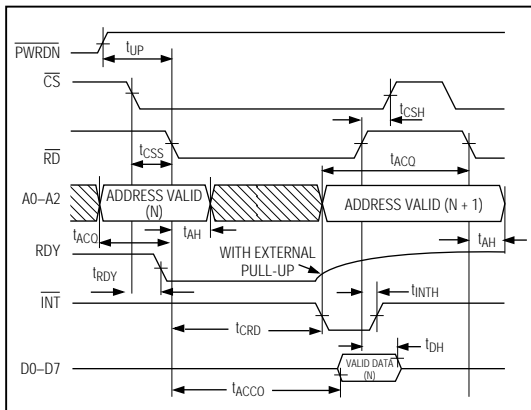 PWRDN
tUP
CS
tCSH
tCSS
RD
tACQ
A0–A2
ADDRESS VALID
(N)
ADDRESS VALID (N + 1)
tACQ
tAH
tAH
RDY
WITH EXTERNAL
PULL-UP
tRDY
tINTH
INT
tCRD
tDH
D0–D7
VALID DATA
(N)
tACCO